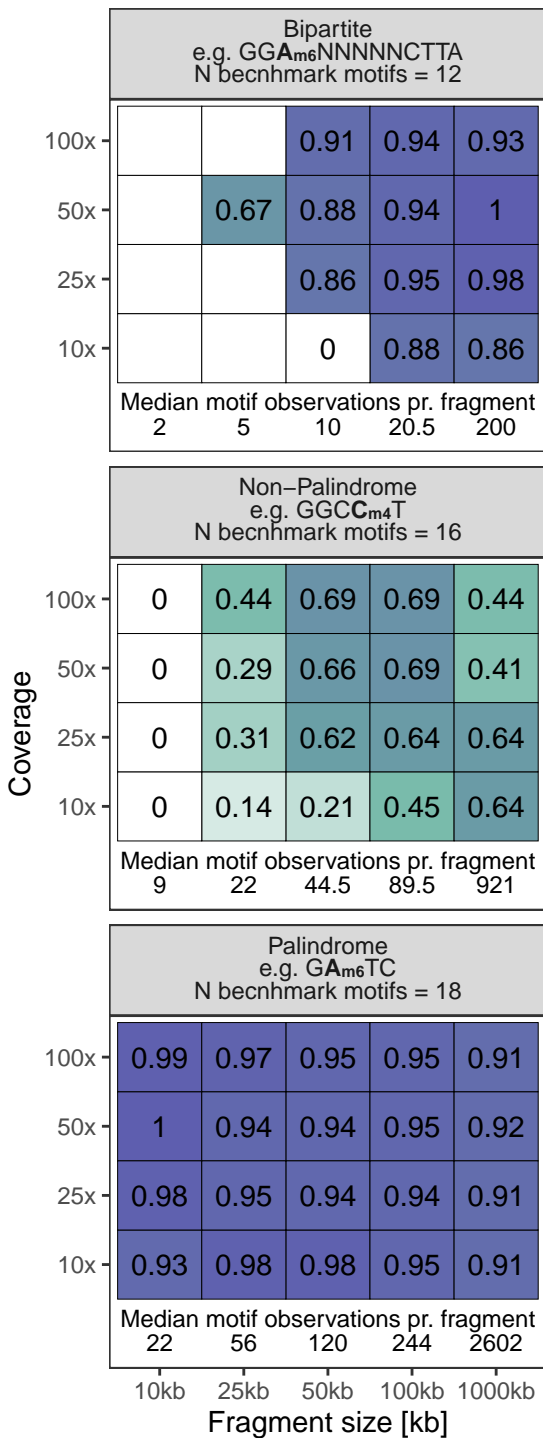 Bipartite
e.g. GGAm6NNNNNCTTA
N becnhmark motifs = 12
100x 0.91 0.94 0.93
50x 0.67 0.88 0.94 1
25x 0.86 0.95 0.98
10x 0 0.88 0.86
Median motif observations pr. fragment
2 5 10 20.5 200
Non−Palindrome
e.g. GGCCm4T
N becnhmark motifs = 16
100x 0 0.44 0.69 0.69 0.44
50x 0 0.29 0.66 0.69 0.41
25x 0 0.31 0.62 0.64 0.64
10x 0 0.14 0.21 0.45 0.64
Coverage
Median motif observations pr. fragment
9 22 44.5 89.5 921
Palindrome
e.g. GAm6TC
N becnhmark motifs = 18
100x 0.99 0.97 0.95 0.95 0.91
50x 1 0.94 0.94 0.95 0.92
25x 0.98 0.95 0.94 0.94 0.91
10x 0.93 0.98 0.98 0.95 0.91
Median motif observations pr. fragment
22 56 120 244 2602
10kb 25kb 50kb 100kb 1000kb
Fragment size [kb]